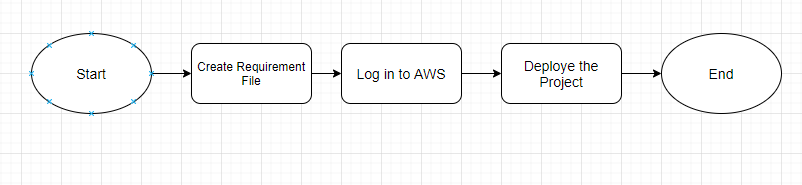 Start
Create Requirement
File
Log in to AWS
Deploye the
Project
End